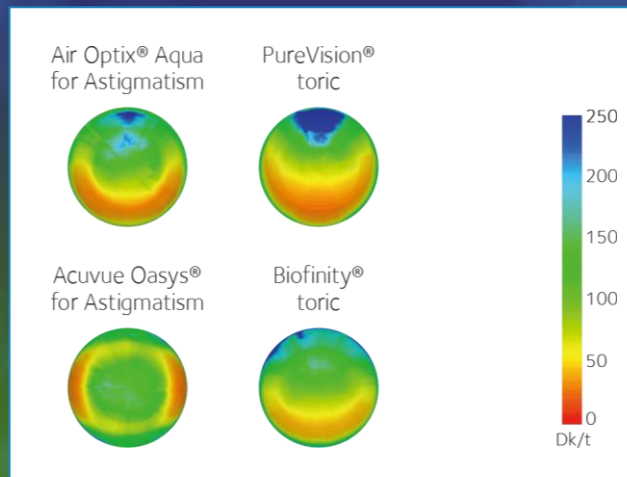 Air Optix® Aqua
for Astigmatism
PureVision®
toric
Acuvue Oasys®
for Astigmatism
Biofinity®
toric
250
200
150
100
50
0
Dk/t